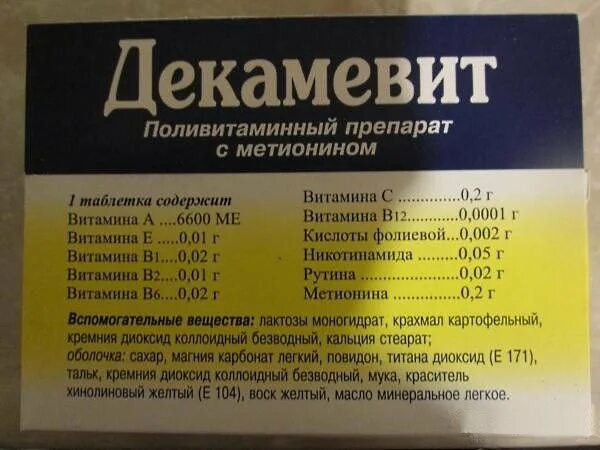 Декамевит
Поливитаминный препарат
с метионином
1 таблетка содержит
Витамина А ....6600 МЕ
Витамина Е ....0,01 г
Витамина В1....0,02 г
Витамина В2....0,01 г
Витамина В6....0,02 г
Витамина С ..............0,2 г
Витамина В12............0,0001 г
Кислоты фолиевой..0,002 г
Никотинамида .........0,05 г
Рутина ......................0,02 г
Метионина ...............0,2 г
Вспомогательные вещества: лактозы моногидрат, крахмал картофельный,
кремния диоксид коллоидный безводный, кальция стеарат;
оболочка: сахар, магния карбонат легкий, повидон, титана диоксид (Е 171),
тальк, кремния диоксид коллоидный безводный, мука, краситель
хинолиновый желтый (Е 104), воск желтый, масло минеральное легкое.